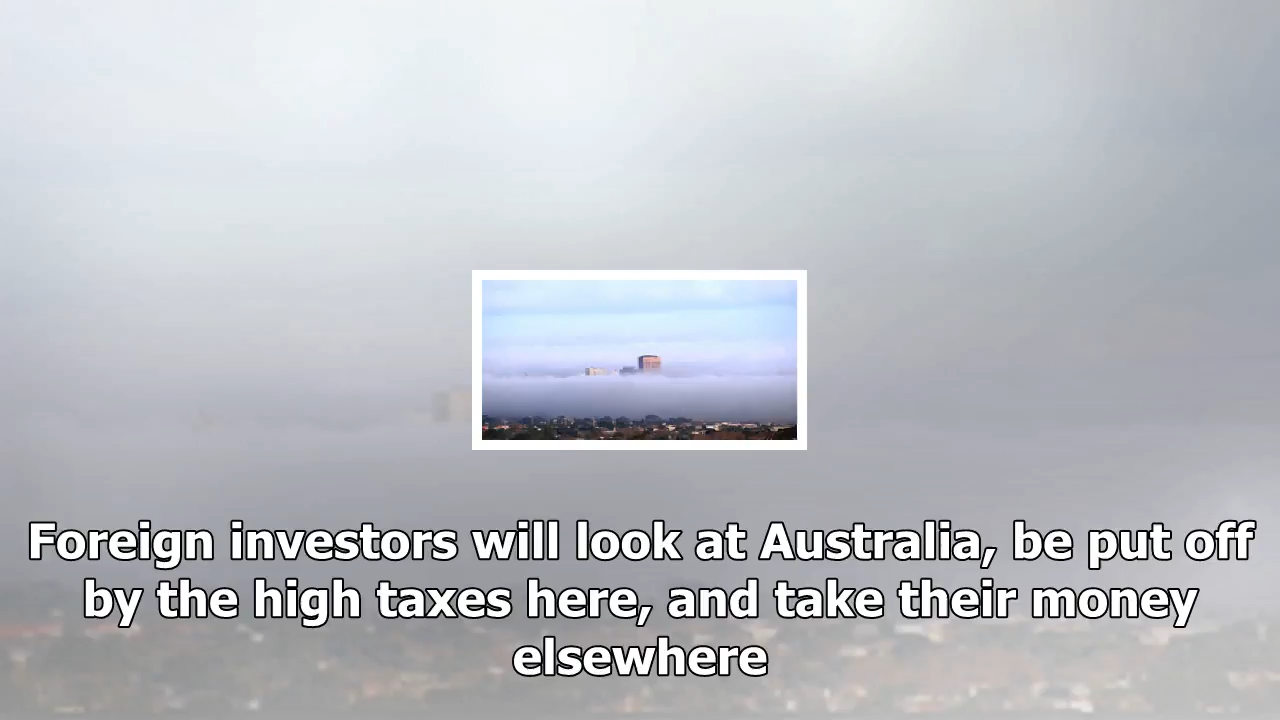 Foreign investors will look at Australia, be put off
by the high taxes here, and take their money
elsewhere